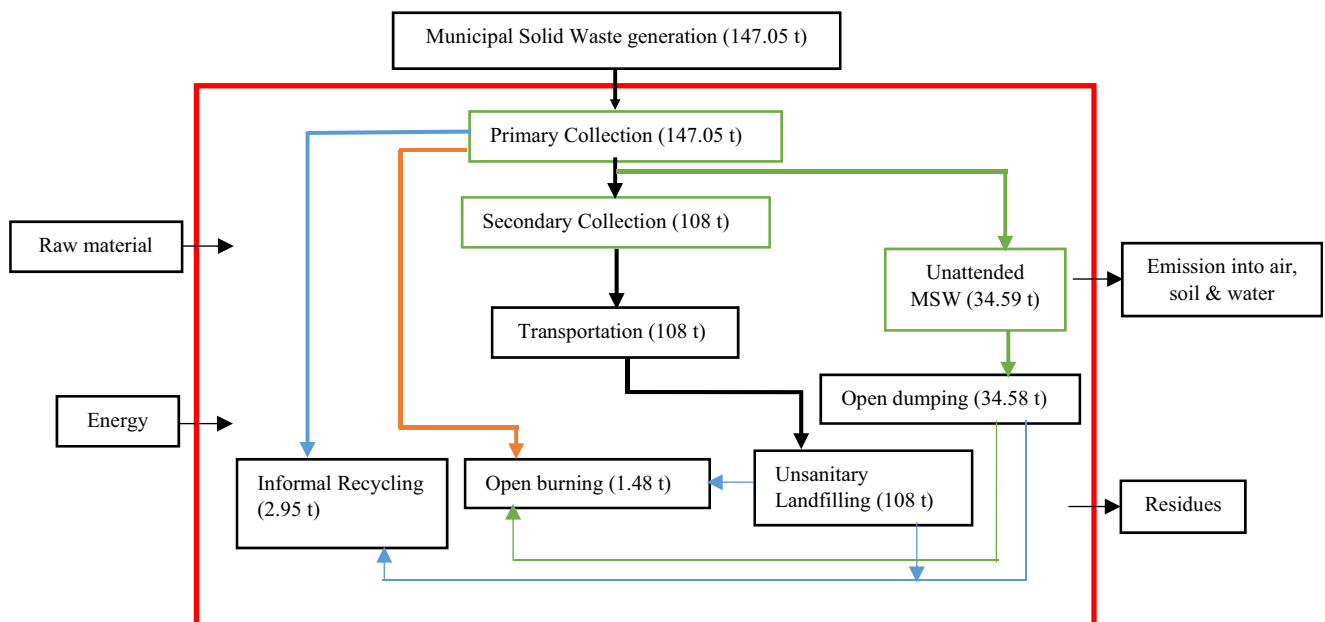 Municipal Solid Waste generation (147.05 t)
Primary Collection (147.05 t)
Secondary Collection (108 t)
Raw material
Unattended
MSW (34.59 t)
Emission into air,
soil & water
Transportation (108 t)
Open dumping (34.58 t)
Energy
Informal Recycling
(2.95 t)
Open burning (1.48 t)
Unsanitary
Landfilling (108 t)
Residues